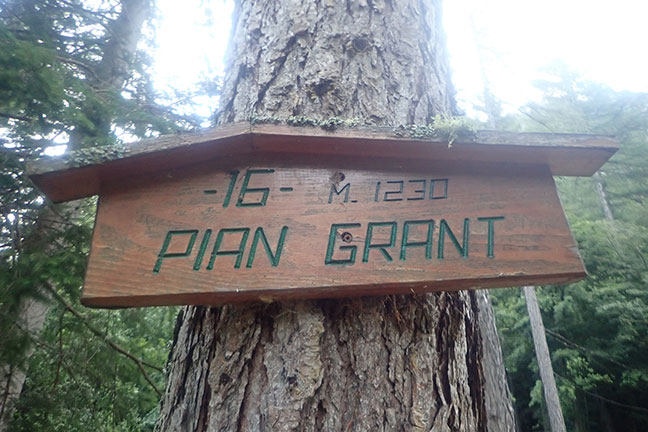 -16- M. 1230
PIAN GRANT